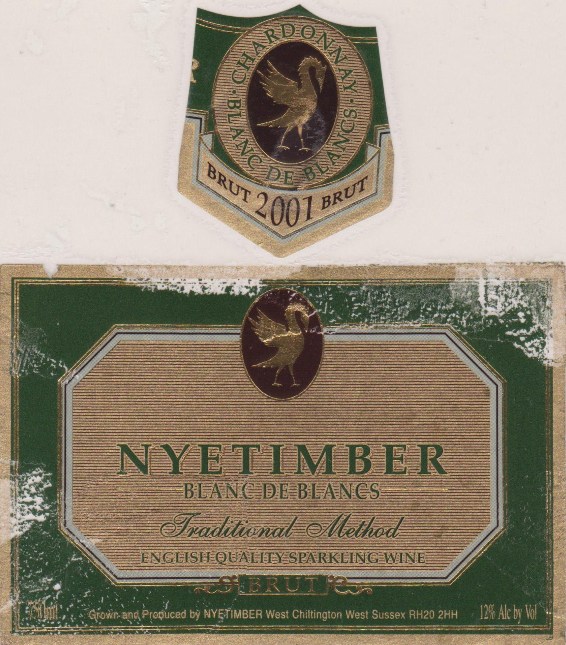 R
CHARDONNAY
BLANC DE BLANCS
BRUT 2001 BRUT
NYETIMBER
BLANC DE BLANCS
Traditional Method
ENGLISH QUALITY SPARKLING WINE
BRUT
750ml Grown and Produced by NYETIMBER West Chiltington West Sussex RH20 2HH 12% Alc by Vol